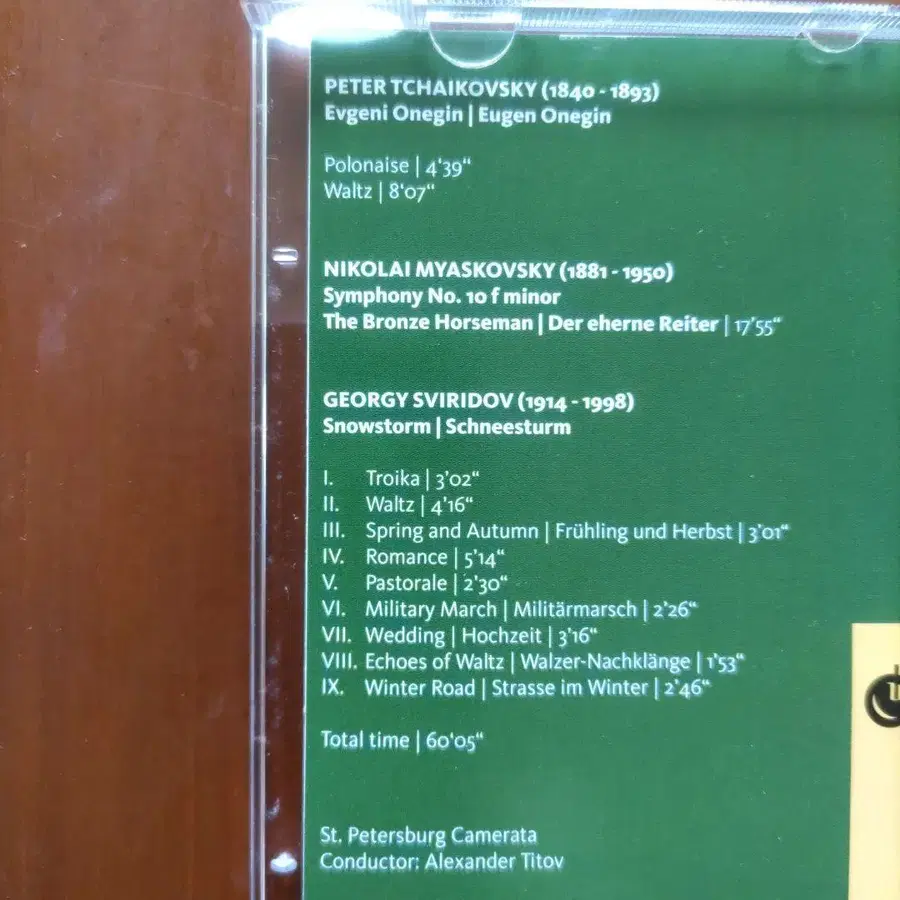 PETER TCHAIKOVSKY (1840 - 1893)
Evgeni Onegin | Eugen Onegin
Polonaise | 4‘39“
Waltz | 8‘07“
NIKOLAI MYASKOVSKY (1881 - 1950)
Symphony No. 10 f minor
The Bronze Horseman | Der eherne Reiter | 17’55“
GEORGY SVIRIDOV (1914 - 1998)
Snowstorm | Schneesturm
I. Troika | 3’02“
II. Waltz | 4’16“
III. Spring and Autumn | Frühling und Herbst | 3’01“
IV. Romance | 5’14“
V. Pastorale | 2’30“
VI. Military March | Militärmarsch | 2’26“
VII. Wedding | Hochzeit | 3’16“
VIII. Echoes of Waltz | Walzer-Nachklänge | 1’53“
IX. Winter Road | Strasse im Winter | 2’46“
Total time | 60‘05“
St. Petersburg Camerata
Conductor: Alexander Titov